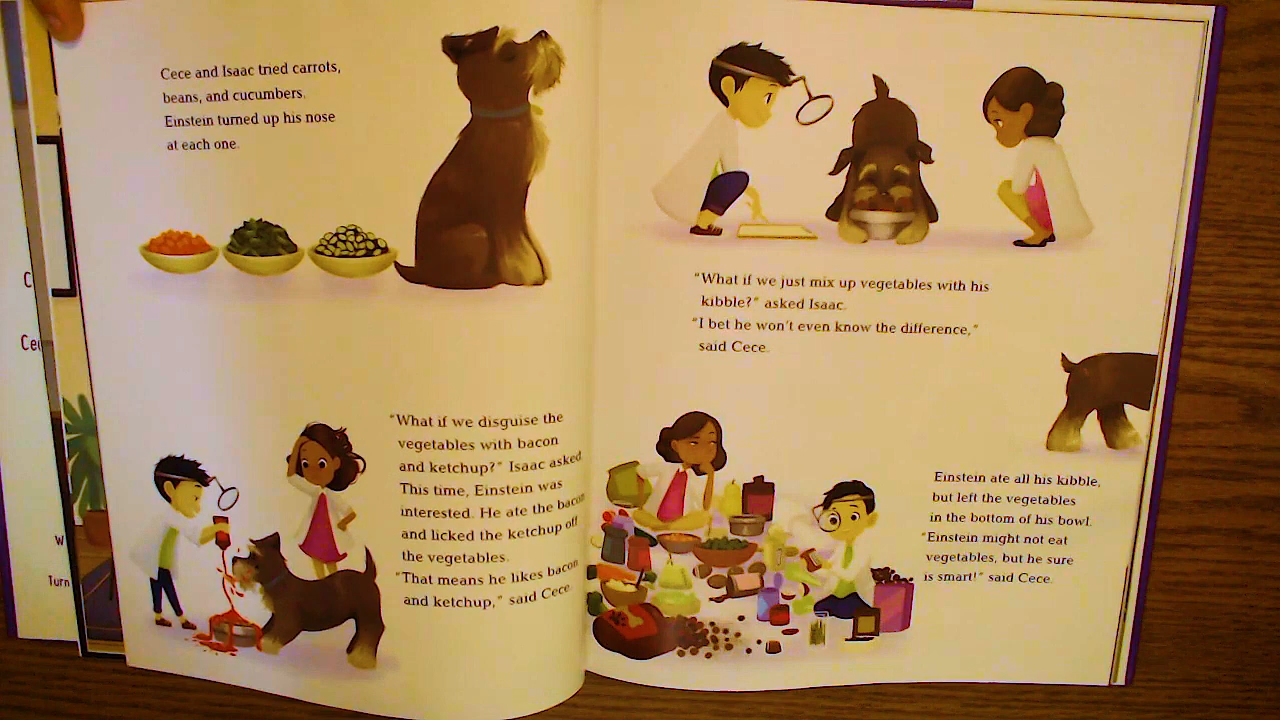 Cece and Isaac tried carrots,
beans, and cucumbers.
Einstein turned up his nose
at each one.
"What if we disguise the
vegetables with bacon
and ketchup?" Isaac asked.
This time, Einstein was
interested. He ate the bacon
and licked the ketchup off
the vegetables.
"That means he likes bacon
and ketchup," said Cece.
"What if we just mix up vegetables with his
kibble?" asked Isaac.
"I bet he won't even know the difference,"
said Cece.
Einstein ate all his kibble,
but left the vegetables
in the bottom of his bowl.
"Einstein might not eat
vegetables, but he sure
is smart!" said Cece.